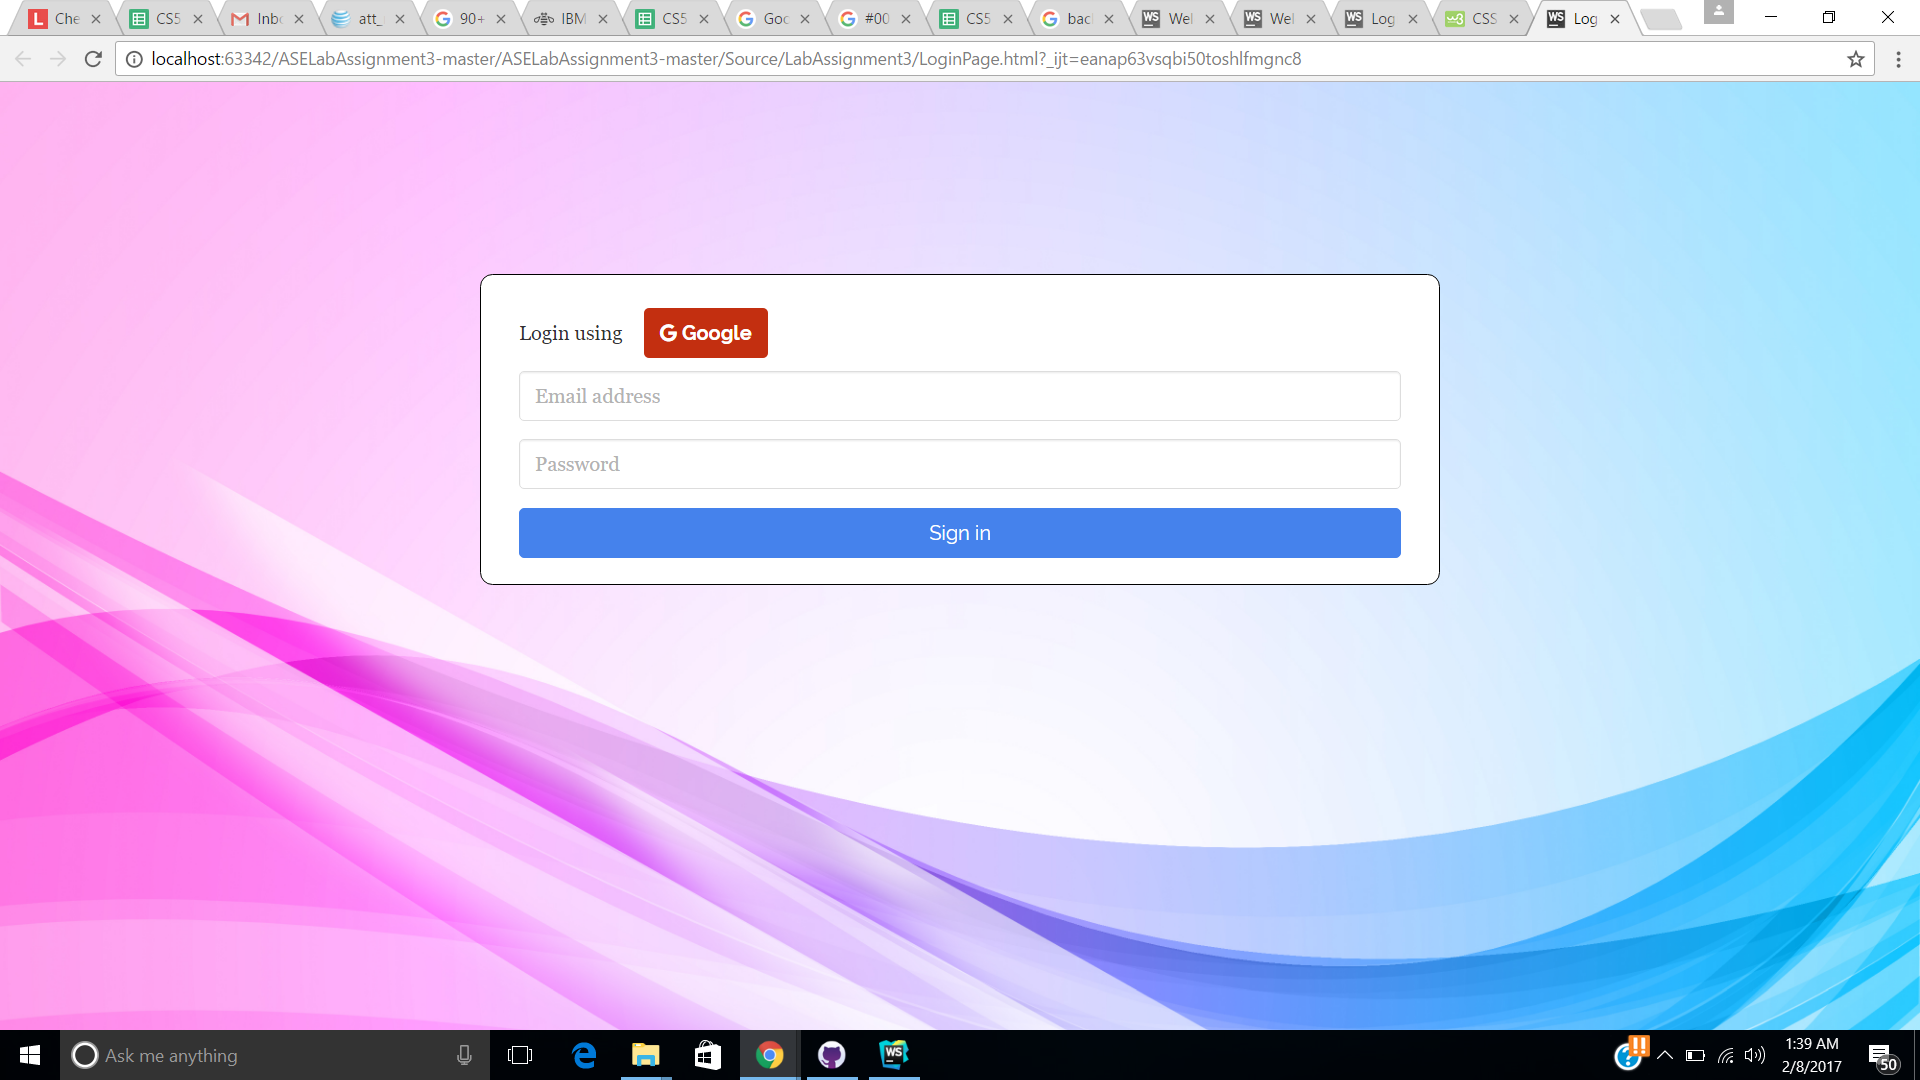 Che CS5 Inb att_ 90+ IBM CS5 Goo #00 CS5 bac Wel Wel Log CSS Log
localhost:63342/ASELabAssignment3-master/ASELabAssignment3-master/Source/LabAssignment3/LoginPage.html?_ijt=eanap63vsqbi50toshlfmgnc8
Login using G Google
Email address
Password
Sign in
Ask me anything
1:39 AM
2/8/2017
50